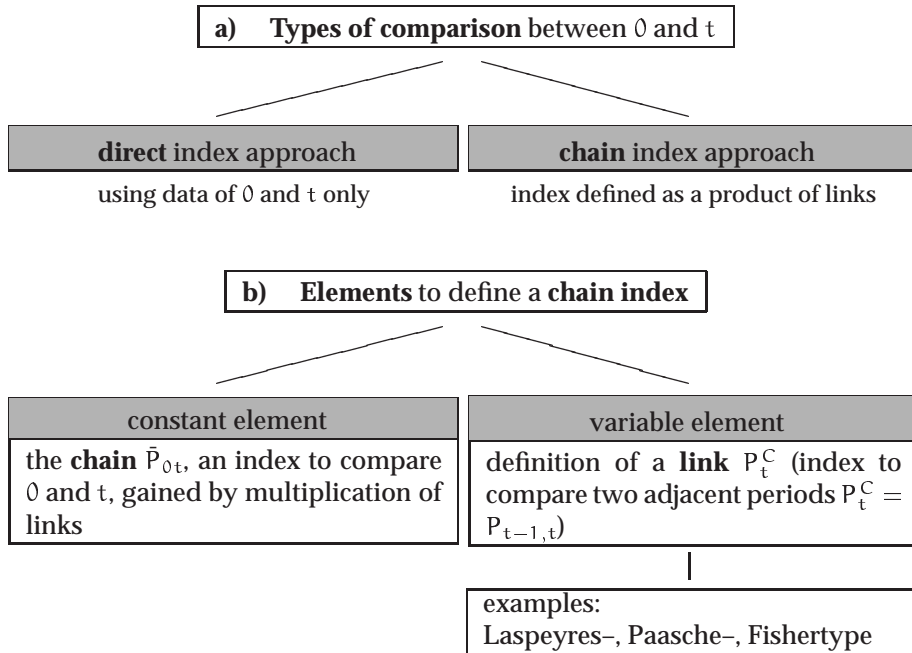 a) Types of comparison between 0 and t
direct index approach
using data of 0 and t only
chain index approach
index defined as a product of links
b) Elements to define a chain index
constant element
the chain P̄₀ₜ, an index to compare
0 and t, gained by multiplication of
links
variable element
definition of a link Pₜᶜ (index to
compare two adjacent periods Pₜᶜ =
Pₜ₋₁,ₜ)
examples:
Laspeyres–, Paasche–, Fishertype